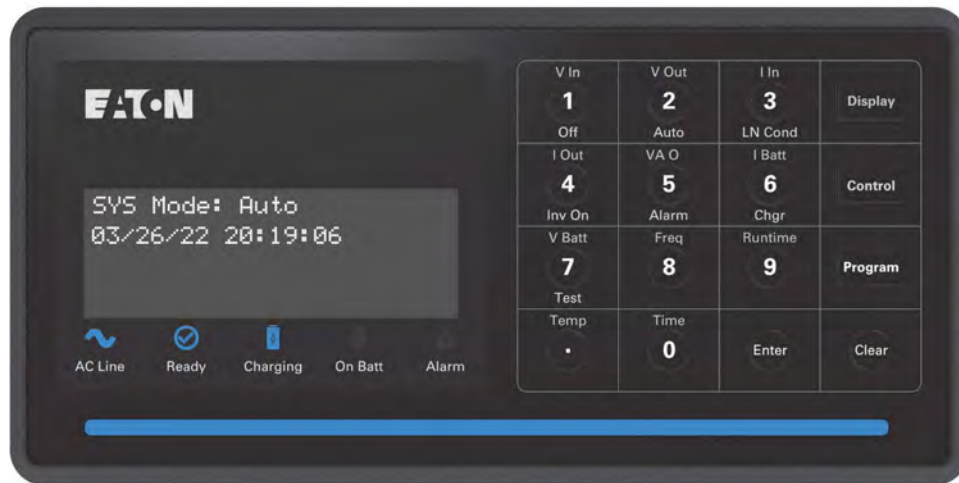 EATON
SYS Mode: Auto
03/26/22 20:19:06
AC Line
Ready
Charging
On Batt
Alarm
V In
V Out
I In
1
2
3
Display
Off
Auto
LN Cond
I Out
VA O
I Batt
4
5
6
Control
Inv On
Alarm
Chgr
V Batt
Freq
Runtime
7
8
9
Program
Test
Temp
Time
.
0
Enter
Clear